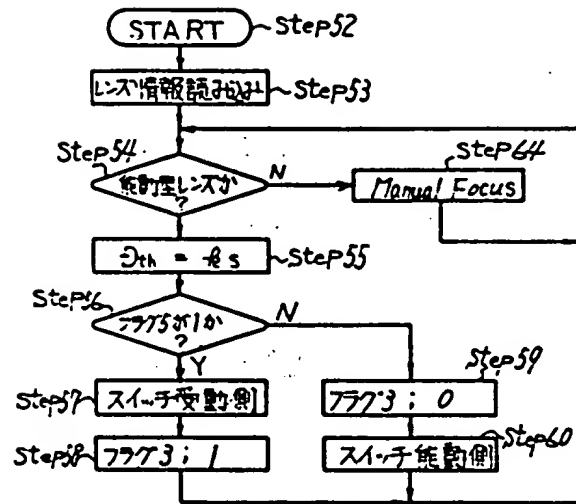 START Step52
レンズ情報読み込み Step53
Step54
能動型レンズか
?
N
Step64
Manual Focus
Dth = ks Step55
Step56
フラグ5が1か
?
N
Y
Step57 スイッチ受動側
Step58 フラグ3; 1
Step59
フラグ3; 0
Step60
スイッチ能動側